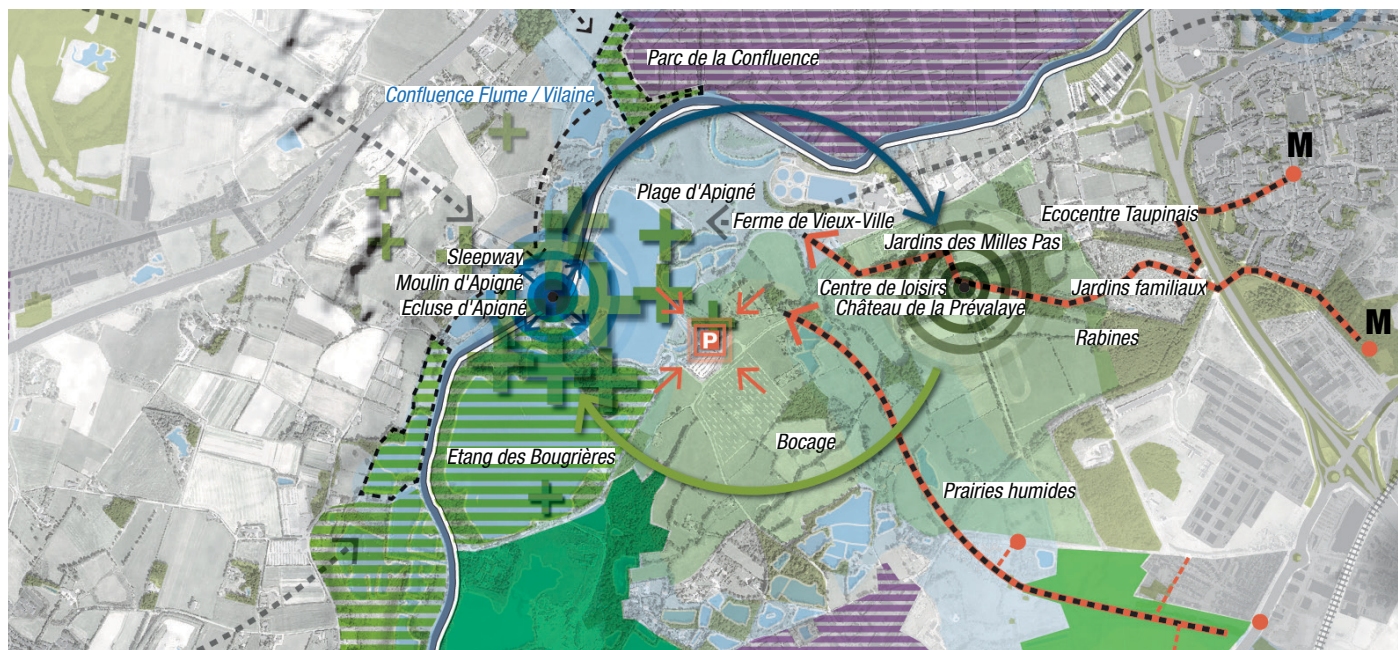 Parc de la Confluence
Confluence Flume / Vilaine
M
Plage d'Apigné
Ferme de Vieux-Ville
Ecocentre Taupinais
Jardins des Milles Pas
Sleepway
Moulin d'Apigné
Ecluse d'Apigné
Centre de loisirs
Château de la Prévalaye
Jardins familiaux
M
Rabines
P
Bocage
Etang des Bougrières
Prairies humides